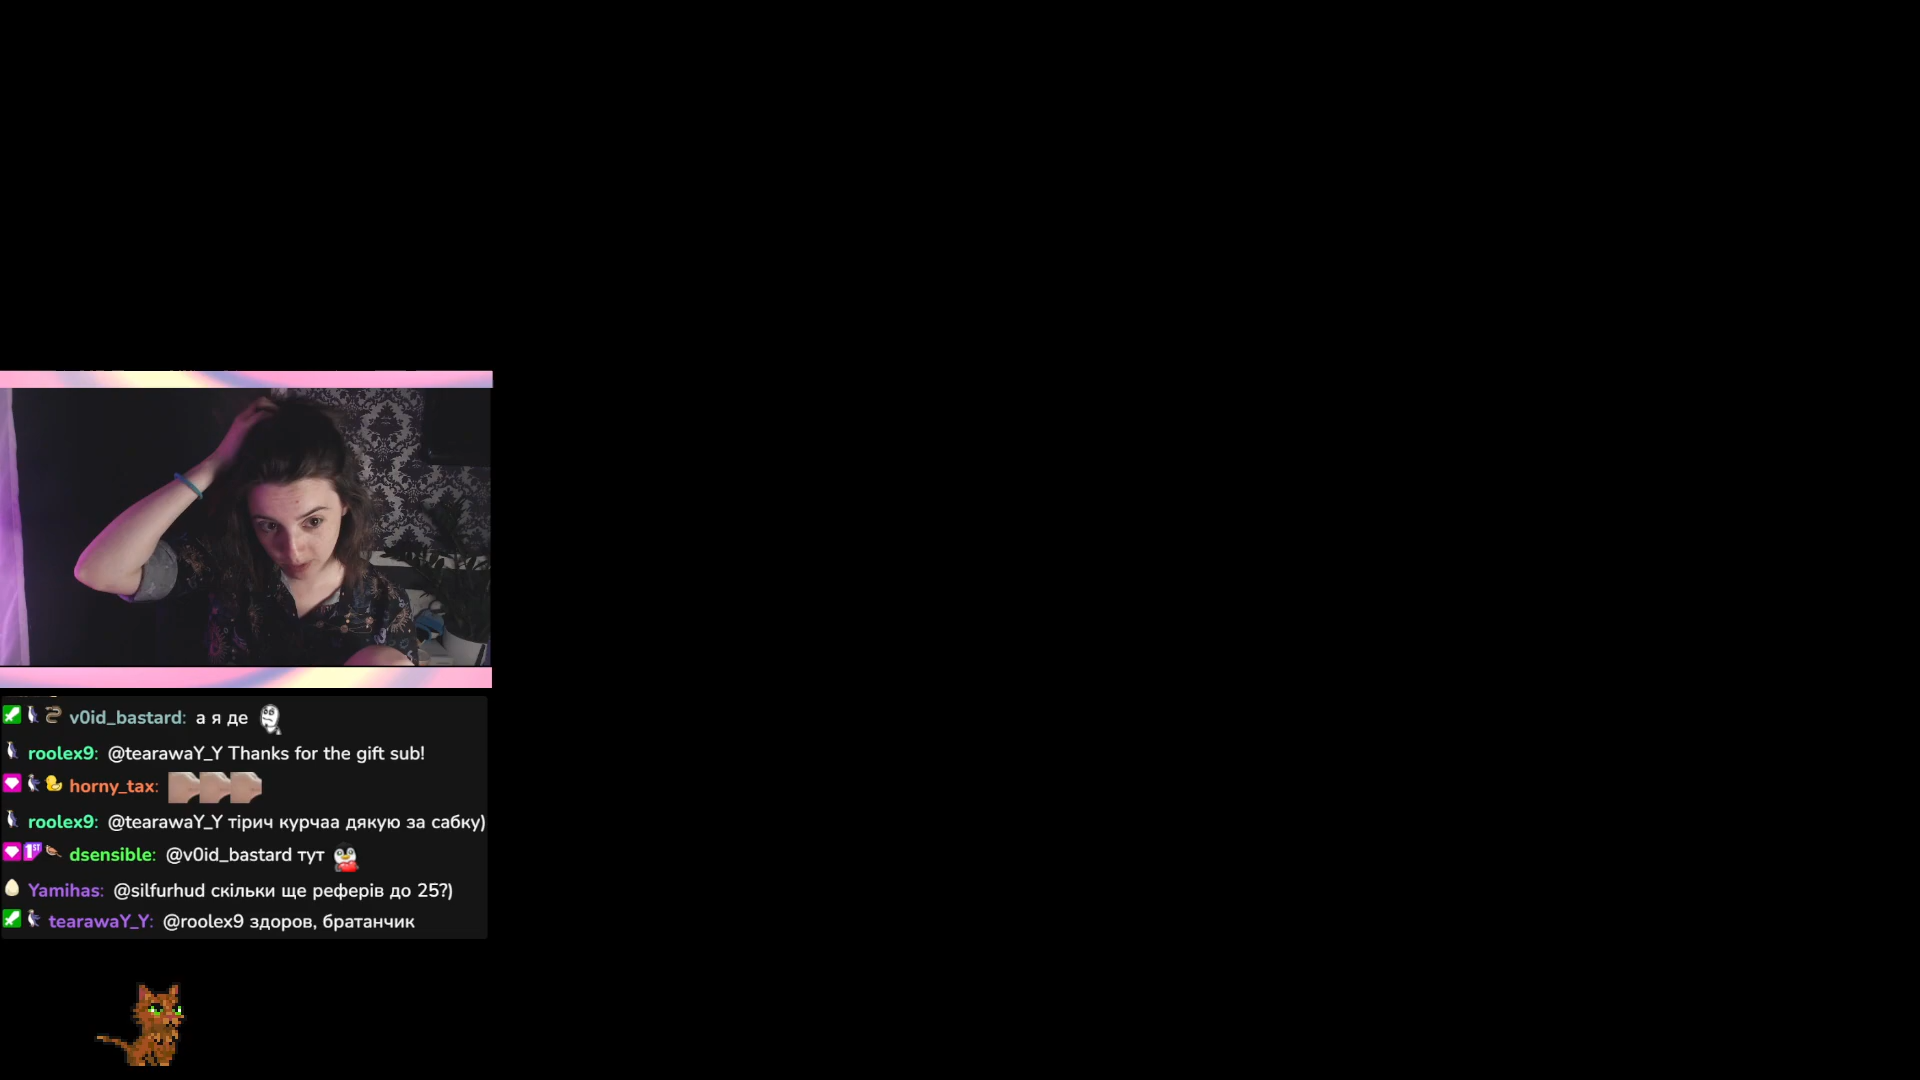 v0id_bastard: а я де
roolex9: @tearawaY_Y Thanks for the gift sub!
horny_tax:
roolex9: @tearawaY_Y тірич курчаа дякую за сабку)
1ST dsensible: @v0id_bastard тут
Yamihas: @silfurhud скільки ще реферів до 25?)
tearawaY_Y: @roolex9 здоров, братанчик